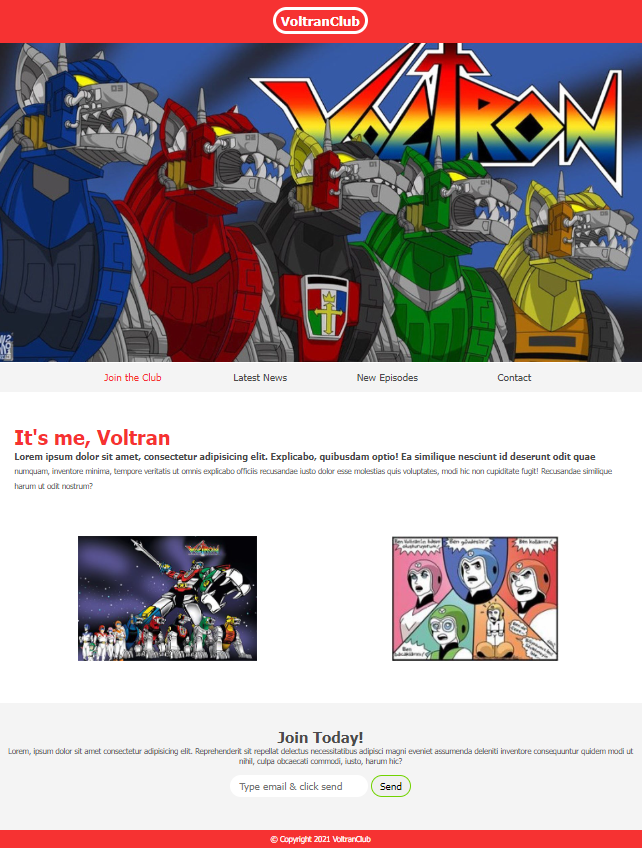 VoltranClub
VOLTRON
03
03
04
Join the Club
Latest News
New Episodes
Contact
It's me, Voltran
Lorem ipsum dolor sit amet, consectetur adipisicing elit. Explicabo, quibusdam optio! Ea similique nesciunt id deserunt odit quae
numquam, inventore minima, tempore veritatis ut omnis explicabo officiis recusandae iusto dolor esse molestias quis voluptates, modi hic non cupiditate fugit! Recusandae similique
harum ut odit nostrum?
VOLTRON
Join Today!
Lorem, ipsum dolor sit amet consectetur adipisicing elit. Reprehenderit sit repellat delectus necessitatibus adipisci magni eveniet assumenda deleniti inventore consequuntur quidem modi ut
nihil, culpa obcaecati commodi, iusto, harum hic?
Type email & click send
Send
© Copyright 2021 VoltranClub